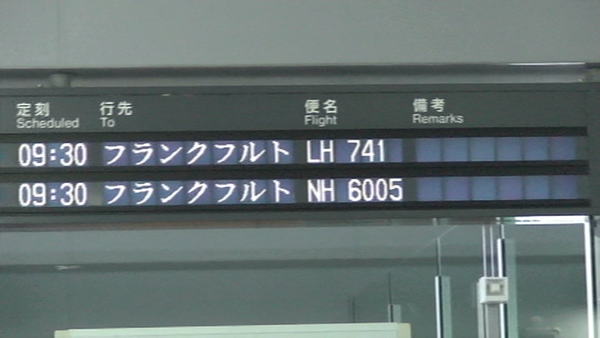 定刻 行先 便名 備考
Scheduled To Flight Remarks
09:30 フランクフルト LH 741
09:30 フランクフルト NH 6005